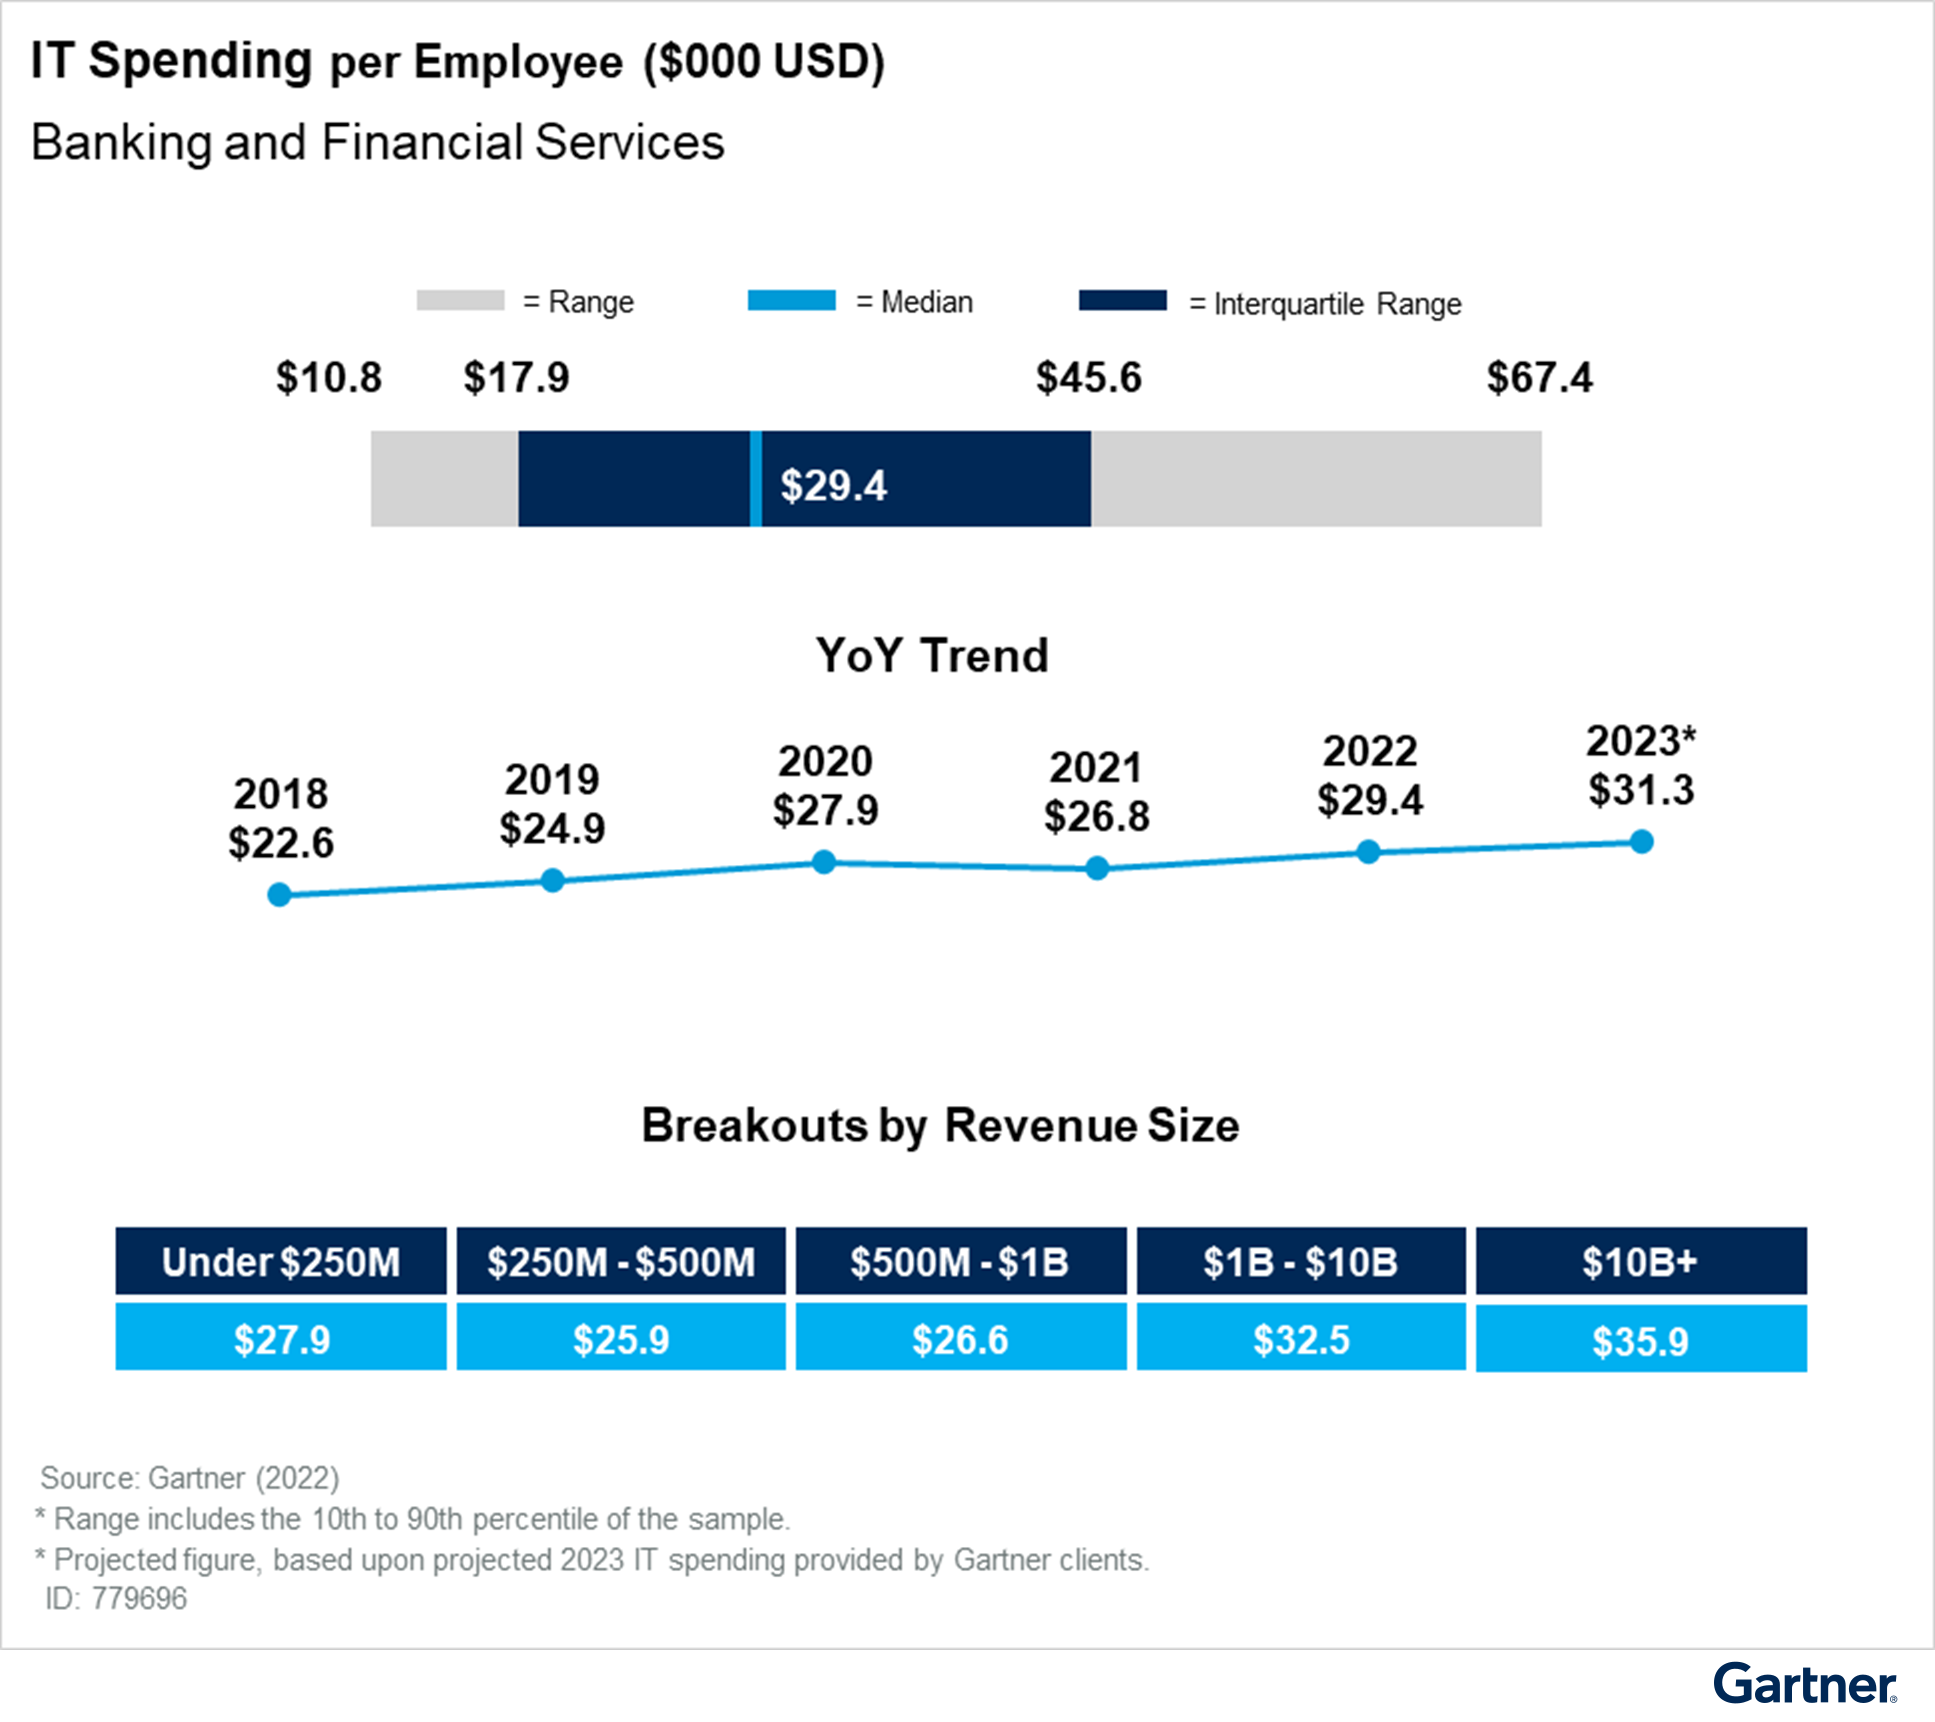 IT Spending per Employee ($000 USD)
Banking and Financial Services
= Range = Median = Interquartile Range
$10.8 $17.9 $45.6 $67.4
$29.4
YoY Trend
2018 2019 2020 2021 2022 2023*
$22.6 $24.9 $27.9 $26.8 $29.4 $31.3
Breakouts by Revenue Size
Under $250M $250M - $500M $500M - $1B $1B - $10B $10B+
$27.9 $25.9 $26.6 $32.5 $35.9
Source: Gartner (2022)
* Range includes the 10th to 90th percentile of the sample.
* Projected figure, based upon projected 2023 IT spending provided by Gartner clients.
ID: 779696
Gartner®